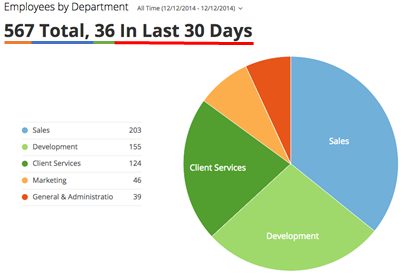 Employees by Department All Time (12/12/2014 - 12/12/2014)
567 Total, 36 In Last 30 Days
Sales 203
Development 155
Client Services 124
Marketing 46
General & Administratio 39
Sales
Client Services
Development